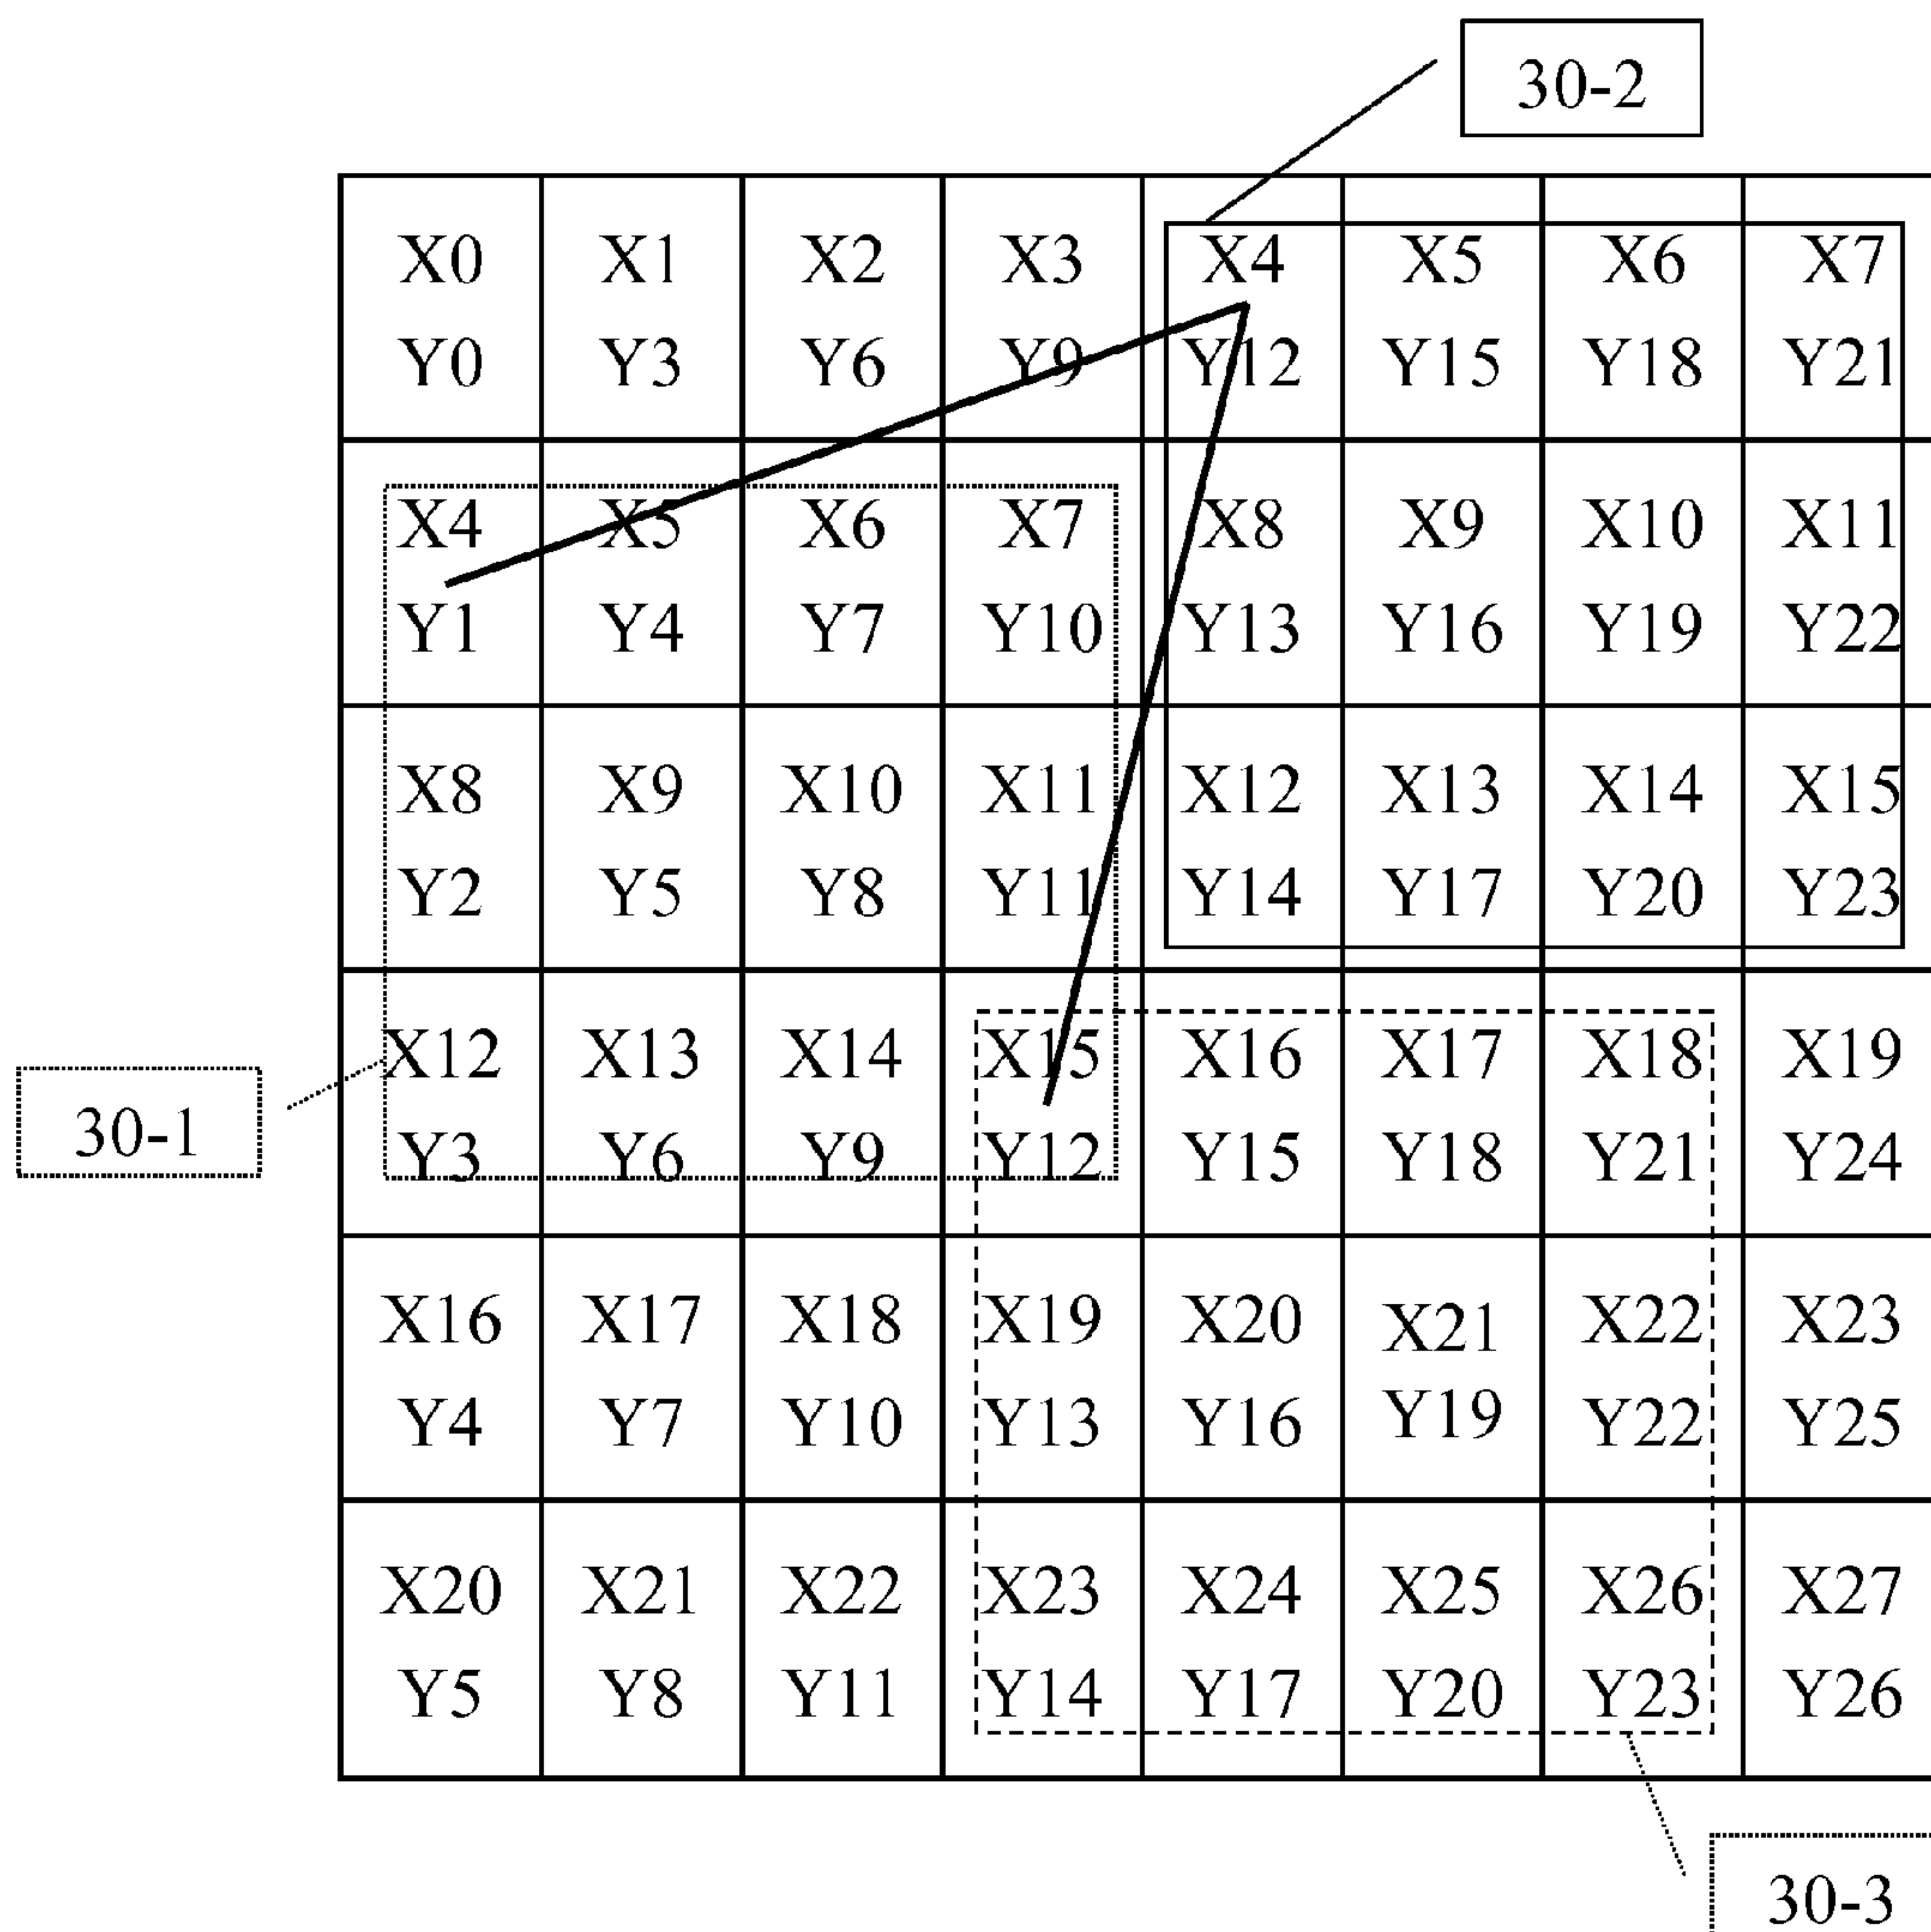 30-2
X0 X1 X2 X3 X4 X5 X6 X7
Y0 Y3 Y6 Y9 Y12 Y15 Y18 Y21
X4 X5 X6 X7 X8 X9 X10 X11
Y1 Y4 Y7 Y10 Y13 Y16 Y19 Y22
X8 X9 X10 X11 X12 X13 X14 X15
Y2 Y5 Y8 Y11 Y14 Y17 Y20 Y23
X12 X13 X14 X15 X16 X17 X18 X19
30-1
Y3 Y6 Y9 Y12 Y15 Y18 Y21 Y24
X16 X17 X18 X19 X20 X21 X22 X23
Y4 Y7 Y10 Y13 Y16 Y19 Y22 Y25
X20 X21 X22 X23 X24 X25 X26 X27
Y5 Y8 Y11 Y14 Y17 Y20 Y23 Y26
30-3